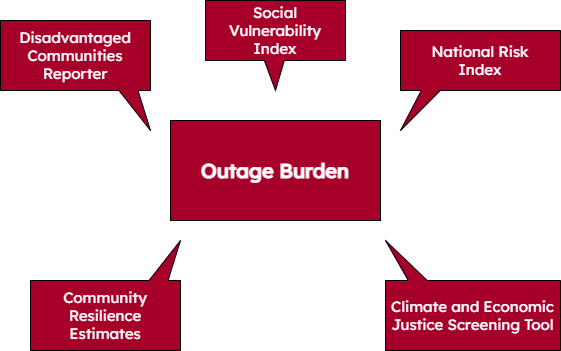 Disadvantaged
Communities
Reporter
Social
Vulnerability
Index
National Risk
Index
Outage Burden
Community
Resilience
Estimates
Climate and Economic
Justice Screening Tool